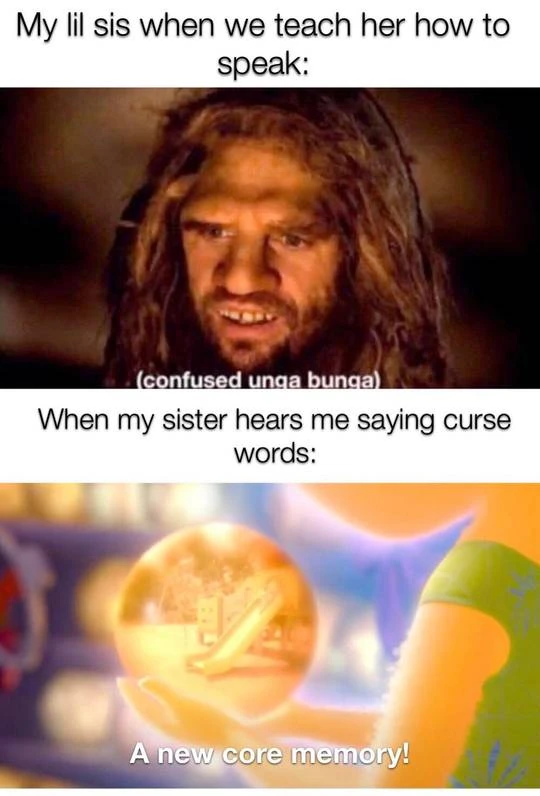 My lil sis when we teach her how to
speak:
(confused unga bunga)
When my sister hears me saying curse
words:
A new core memory!